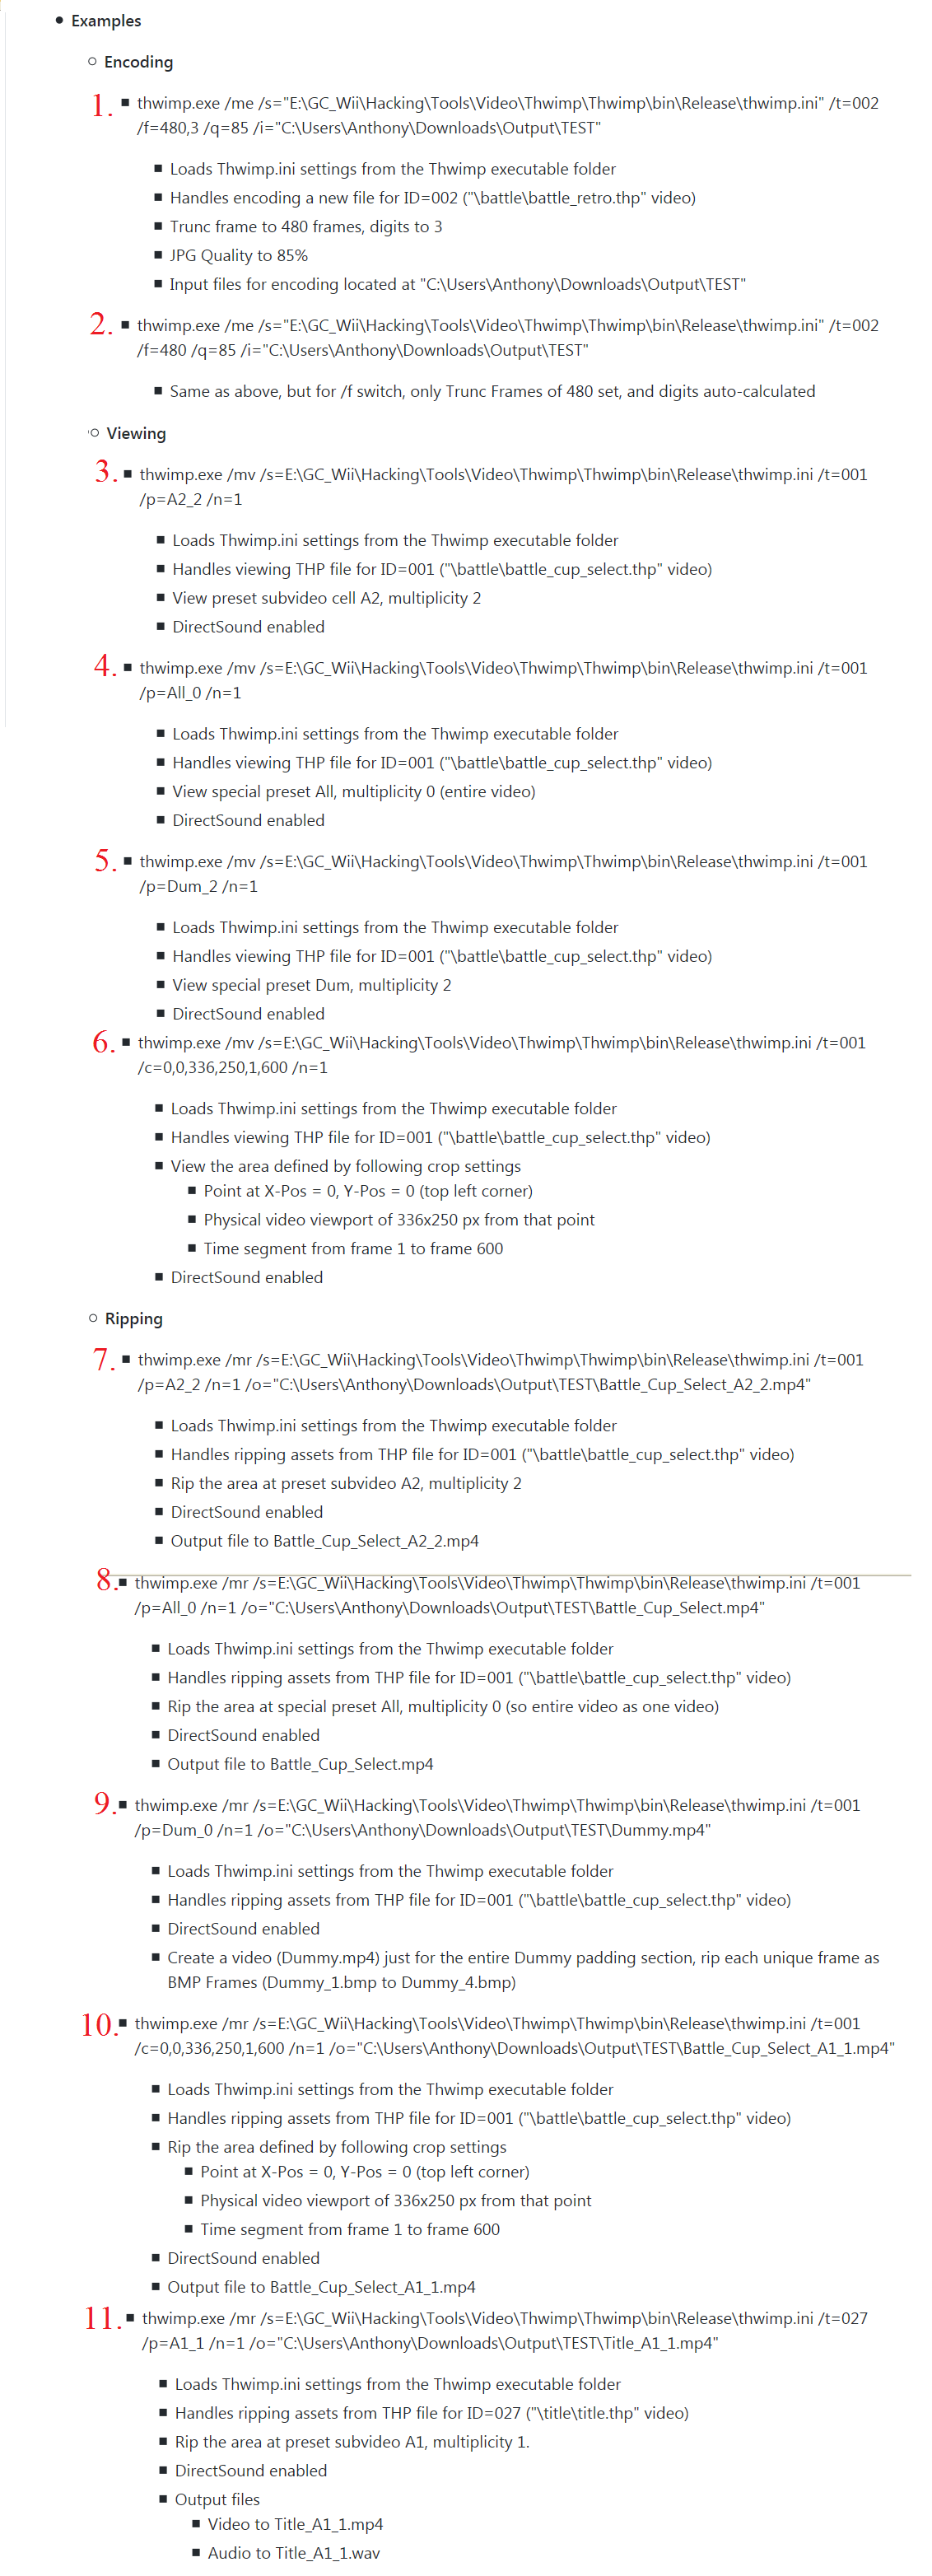 Examples
Encoding
1. thwimp.exe /me /s="E:\GC_Wii\Hacking\Tools\Video\Thwimp\Thwimp\bin\Release\thwimp.ini" /t=002
/f=480,3 /q=85 /i="C:\Users\Anthony\Downloads\Output\TEST"
Loads Thwimp.ini settings from the Thwimp executable folder
Handles encoding a new file for ID=002 ("\battle\battle_retro.thp" video)
Trunc frame to 480 frames, digits to 3
JPG Quality to 85%
Input files for encoding located at "C:\Users\Anthony\Downloads\Output\TEST"
2. thwimp.exe /me /s="E:\GC_Wii\Hacking\Tools\Video\Thwimp\Thwimp\bin\Release\thwimp.ini" /t=002
/f=480 /q=85 /i="C:\Users\Anthony\Downloads\Output\TEST"
Same as above, but for /f switch, only Trunc Frames of 480 set, and digits auto-calculated
Viewing
3. thwimp.exe /mv /s=E:\GC_Wii\Hacking\Tools\Video\Thwimp\Thwimp\bin\Release\thwimp.ini /t=001
/p=A2_2 /n=1
Loads Thwimp.ini settings from the Thwimp executable folder
Handles viewing THP file for ID=001 ("\battle\battle_cup_select.thp" video)
View preset subvideo cell A2, multiplicity 2
DirectSound enabled
4. thwimp.exe /mv /s=E:\GC_Wii\Hacking\Tools\Video\Thwimp\Thwimp\bin\Release\thwimp.ini /t=001
/p=All_0 /n=1
Loads Thwimp.ini settings from the Thwimp executable folder
Handles viewing THP file for ID=001 ("\battle\battle_cup_select.thp" video)
View special preset All, multiplicity 0 (entire video)
DirectSound enabled
5. thwimp.exe /mv /s=E:\GC_Wii\Hacking\Tools\Video\Thwimp\Thwimp\bin\Release\thwimp.ini /t=001
/p=Dum_2 /n=1
Loads Thwimp.ini settings from the Thwimp executable folder
Handles viewing THP file for ID=001 ("\battle\battle_cup_select.thp" video)
View special preset Dum, multiplicity 2
DirectSound enabled
6. thwimp.exe /mv /s=E:\GC_Wii\Hacking\Tools\Video\Thwimp\Thwimp\bin\Release\thwimp.ini /t=001
/c=0,0,336,250,1,600 /n=1
Loads Thwimp.ini settings from the Thwimp executable folder
Handles viewing THP file for ID=001 ("\battle\battle_cup_select.thp" video)
View the area defined by following crop settings
Point at X-Pos = 0, Y-Pos = 0 (top left corner)
Physical video viewport of 336x250 px from that point
Time segment from frame 1 to frame 600
DirectSound enabled
Ripping
7. thwimp.exe /mr /s=E:\GC_Wii\Hacking\Tools\Video\Thwimp\Thwimp\bin\Release\thwimp.ini /t=001
/p=A2_2 /n=1 /o="C:\Users\Anthony\Downloads\Output\TEST\Battle_Cup_Select_A2_2.mp4"
Loads Thwimp.ini settings from the Thwimp executable folder
Handles ripping assets from THP file for ID=001 ("\battle\battle_cup_select.thp" video)
Rip the area at preset subvideo A2, multiplicity 2
DirectSound enabled
Output file to Battle_Cup_Select_A2_2.mp4
8. thwimp.exe /mr /s=E:\GC_Wii\Hacking\Tools\Video\Thwimp\Thwimp\bin\Release\thwimp.ini /t=001
/p=All_0 /n=1 /o="C:\Users\Anthony\Downloads\Output\TEST\Battle_Cup_Select.mp4"
Loads Thwimp.ini settings from the Thwimp executable folder
Handles ripping assets from THP file for ID=001 ("\battle\battle_cup_select.thp" video)
Rip the area at special preset All, multiplicity 0 (so entire video as one video)
DirectSound enabled
Output file to Battle_Cup_Select.mp4
9. thwimp.exe /mr /s=E:\GC_Wii\Hacking\Tools\Video\Thwimp\Thwimp\bin\Release\thwimp.ini /t=001
/p=Dum_0 /n=1 /o="C:\Users\Anthony\Downloads\Output\TEST\Dummy.mp4"
Loads Thwimp.ini settings from the Thwimp executable folder
Handles ripping assets from THP file for ID=001 ("\battle\battle_cup_select.thp" video)
DirectSound enabled
Create a video (Dummy.mp4) just for the entire Dummy padding section, rip each unique frame as
BMP Frames (Dummy_1.bmp to Dummy_4.bmp)
10. thwimp.exe /mr /s=E:\GC_Wii\Hacking\Tools\Video\Thwimp\Thwimp\bin\Release\thwimp.ini /t=001
/c=0,0,336,250,1,600 /n=1 /o="C:\Users\Anthony\Downloads\Output\TEST\Battle_Cup_Select_A1_1.mp4"
Loads Thwimp.ini settings from the Thwimp executable folder
Handles ripping assets from THP file for ID=001 ("\battle\battle_cup_select.thp" video)
Rip the area defined by following crop settings
Point at X-Pos = 0, Y-Pos = 0 (top left corner)
Physical video viewport of 336x250 px from that point
Time segment from frame 1 to frame 600
DirectSound enabled
Output file to Battle_Cup_Select_A1_1.mp4
11. thwimp.exe /mr /s=E:\GC_Wii\Hacking\Tools\Video\Thwimp\Thwimp\bin\Release\thwimp.ini /t=027
/p=A1_1 /n=1 /o="C:\Users\Anthony\Downloads\Output\TEST\Title_A1_1.mp4"
Loads Thwimp.ini settings from the Thwimp executable folder
Handles ripping assets from THP file for ID=027 ("\title\title.thp" video)
Rip the area at preset subvideo A1, multiplicity 1.
DirectSound enabled
Output files
Video to Title_A1_1.mp4
Audio to Title_A1_1.wav